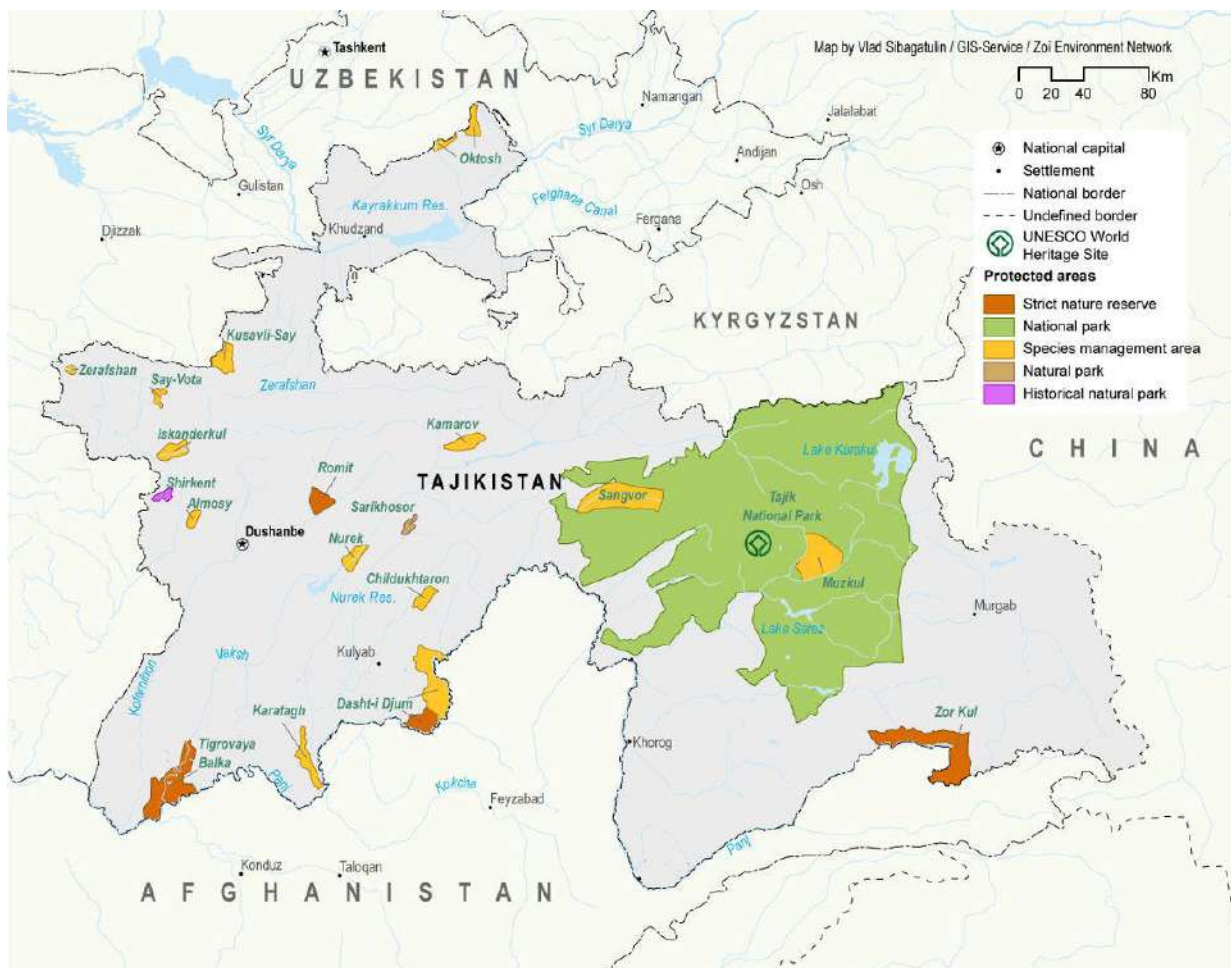 Map by Vlad Sibagatulin / GIS-Service / Zoï Environment Network
Km
0 20 40 80
National capital
Settlement
National border
Undefined border
UNESCO World
Heritage Site
Protected areas
Strict nature reserve
National park
Species management area
Natural park
Historical natural park
Tashkent
UZBEKISTAN
Namangan
Jalalabat
Syr Darya
Syr Darya
Oktosh
Andijan
Gulistan
Osh
Kayrakkum Res.
Ferghana Canal
Djizzak
Khudzand
Fergana
KYRGYZSTAN
Kusavli-Say
Zerafshan
Say-Vota
Zerafshan
Iskanderkul
Kamarov
CHINA
Lake Karakul
Romit
TAJIKISTAN
Shirkent
Sangvor
Tajik
National Park
Almosy
Sarikhosor
Dushanbe
Nurek
Childukhtaron
Muzkul
Nurek Res.
Murgab
Lake Sarez
Vaksh
Kulyab
Kofarnihon
Dasht-i Djum
Karatagh
Zor Kul
Tigrovaya
Balka
Khorog
Panj
Kokcha
Feyzabad
Panj
Konduz
Taloqan
AFGHANISTAN